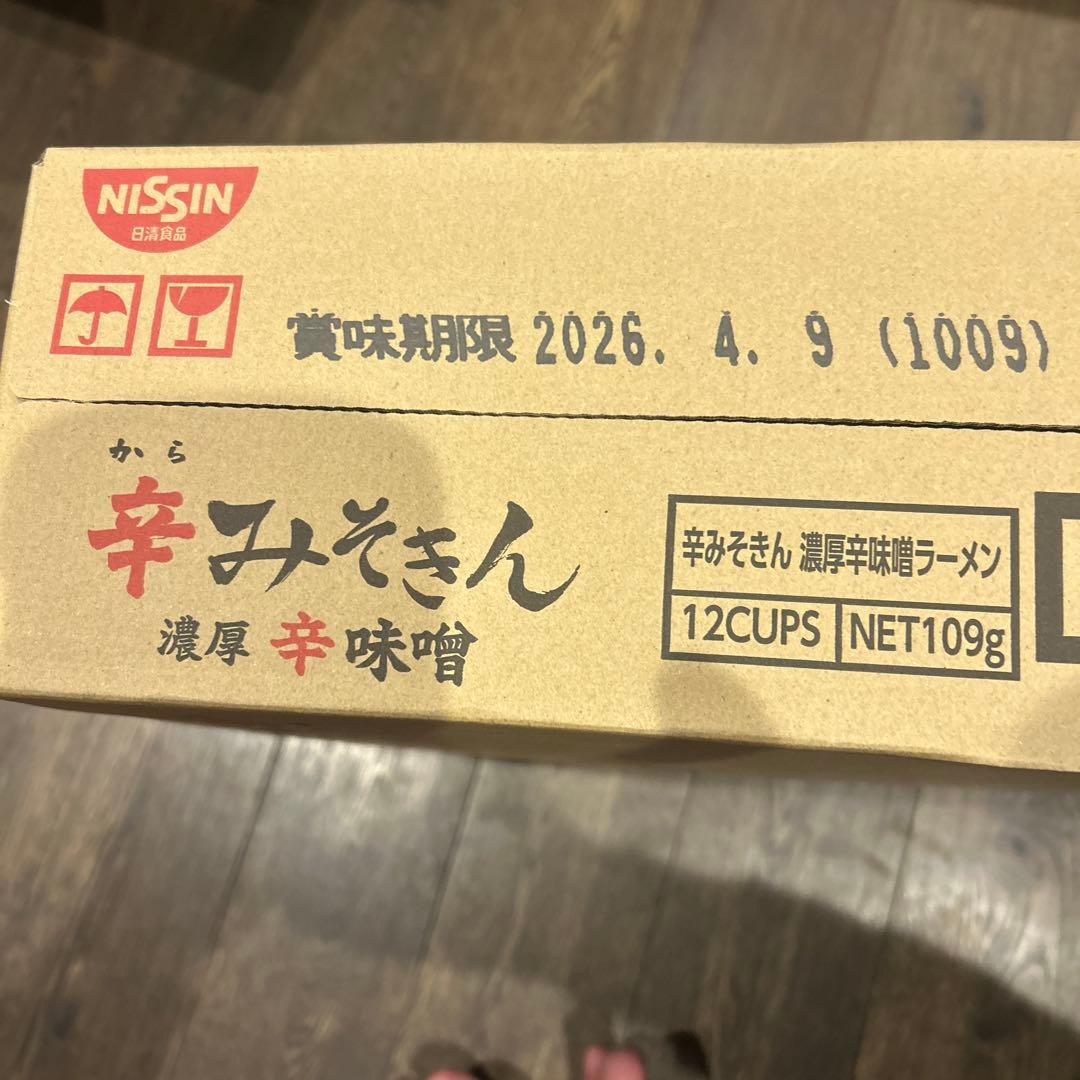 NISSIN
日清食品
賞味期限 2026. 4. 9 (1009)
から
辛みそきん
濃厚 辛味噌
辛みそきん 濃厚辛味噌ラーメン
12CUPS NET109g